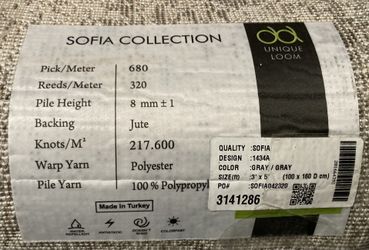 SOFIA COLLECTION
UNIQUE
LOOM
Pick/Meter 680
Reeds/Meter 320
Pile Height 8 mm ± 1
Backing Jute
Knots/M² 217.600
Warp Yarn Polyester
Pile Yarn 100 % Polypropyl
Made in Turkey
QUALITY :SOFIA
DESIGN :1434A
COLOR :GRAY / GRAY
SIZE(m) :3' x 5' (100 x 160 D cm)
PO# :SOFIA042320
3141286
ANTISTATIC
COLORFAST